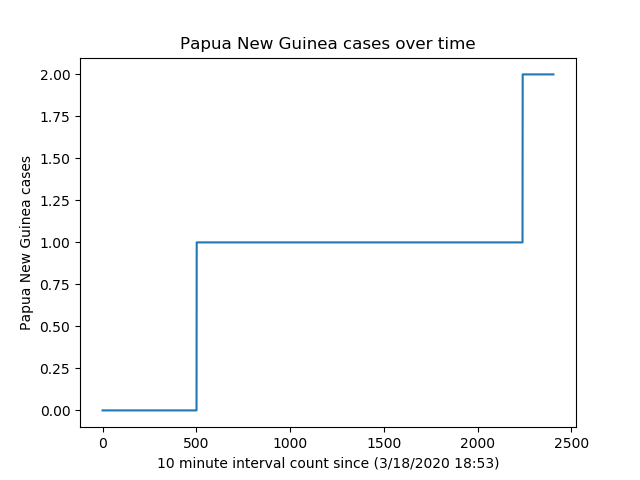 Papua New Guinea cases over time
2.00
1.75
1.50
1.25
1.00
0.75
0.50
0.25
0.00
Papua New Guinea cases
0 500 1000 1500 2000 2500
10 minute interval count since (3/18/2020 18:53)